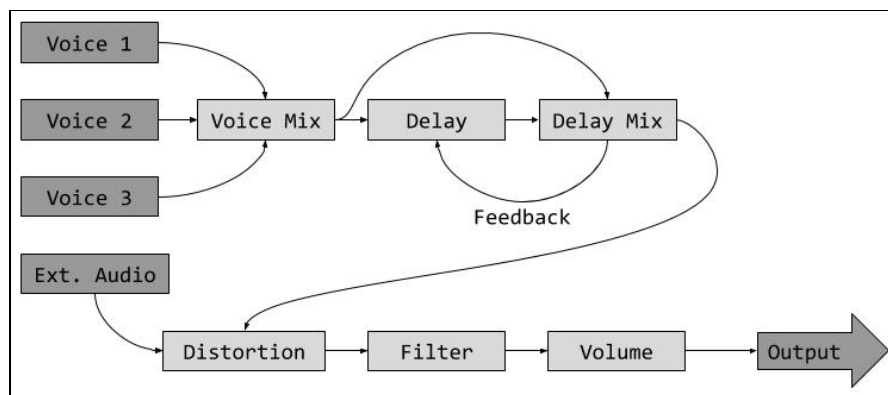 Voice 1
Voice 2
Voice Mix
Delay
Delay Mix
Voice 3
Feedback
Ext. Audio
Distortion
Filter
Volume
Output